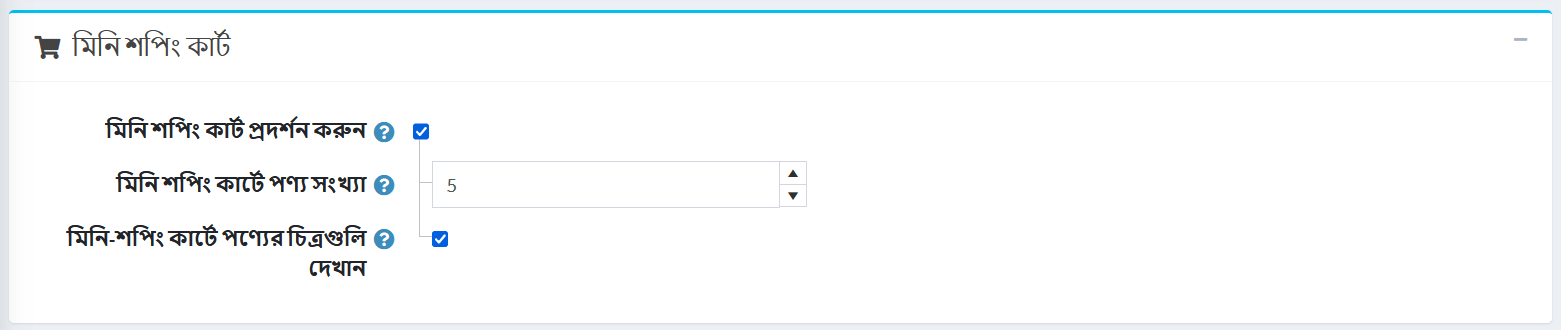 মিনি শপিং কার্ট
মিনি শপিং কার্ট প্রদর্শন করুন
মিনি শপিং কার্টে পণ্য সংখ্যা
5
মিনি-শপিং কার্টে পণ্যের চিত্রগুলি
দেখান